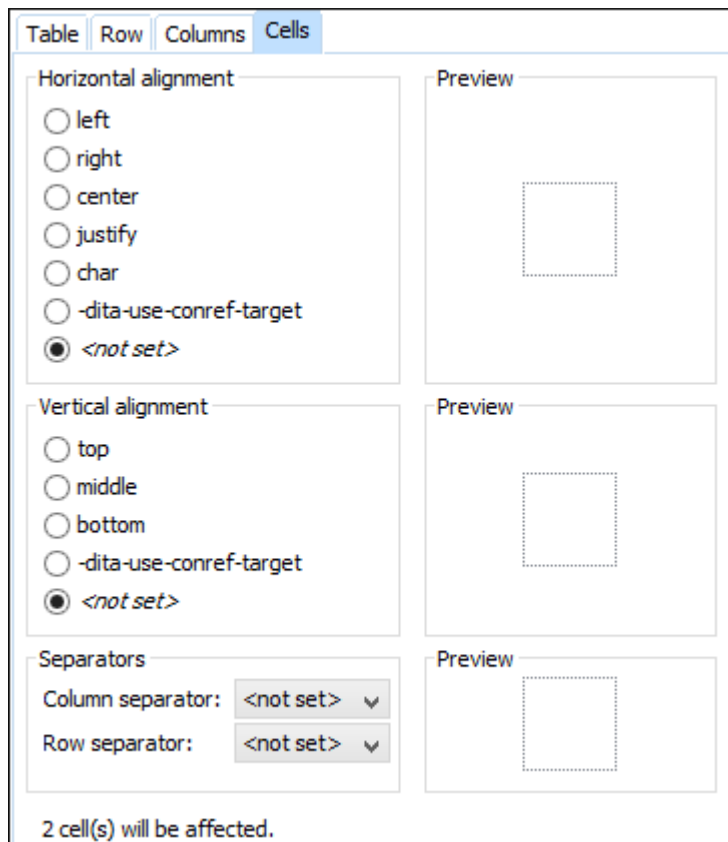 Table Row Columns Cells
Horizontal alignment
left
right
center
justify
char
-dita-use-conref-target
<not set>
Preview
Vertical alignment
top
middle
bottom
-dita-use-conref-target
<not set>
Preview
Separators
Column separator: <not set>
Row separator: <not set>
Preview
2 cell(s) will be affected.